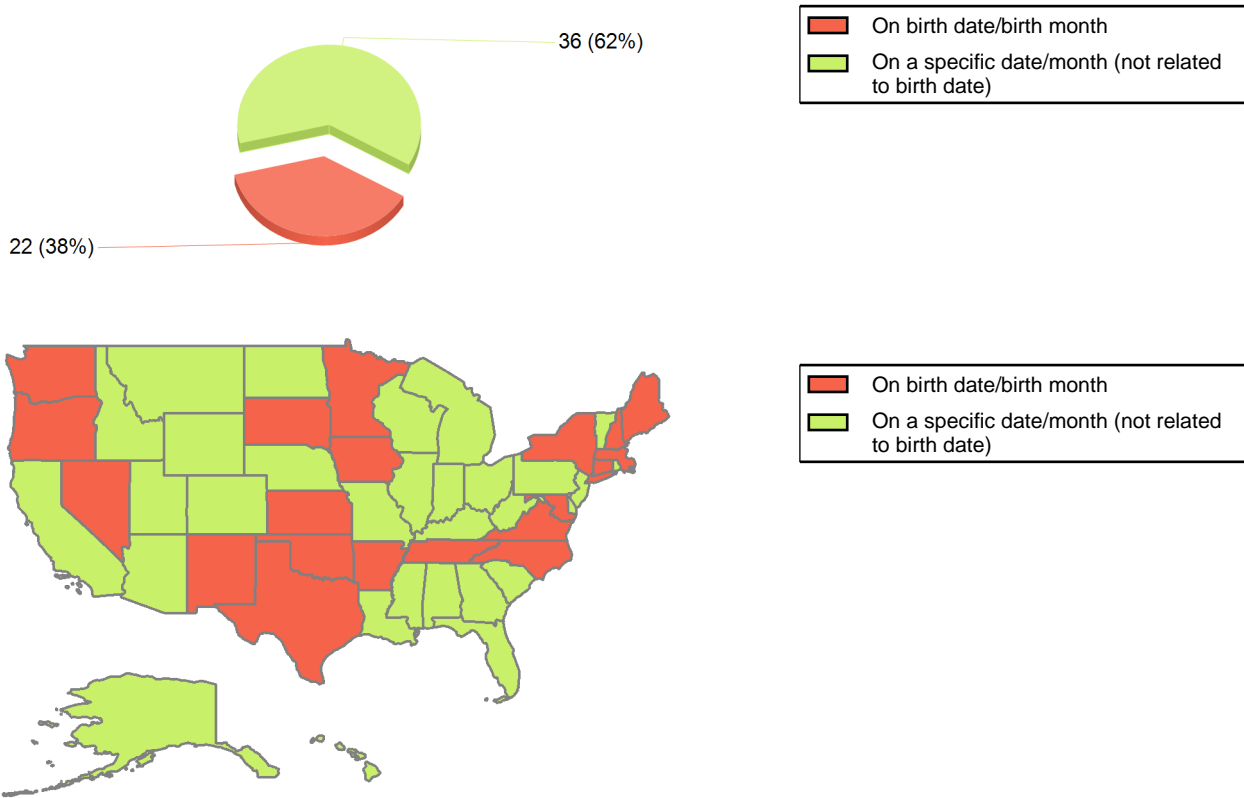 36 (62%)
22 (38%)
On birth date/birth month
On a specific date/month (not related
to birth date)
On birth date/birth month
On a specific date/month (not related
to birth date)